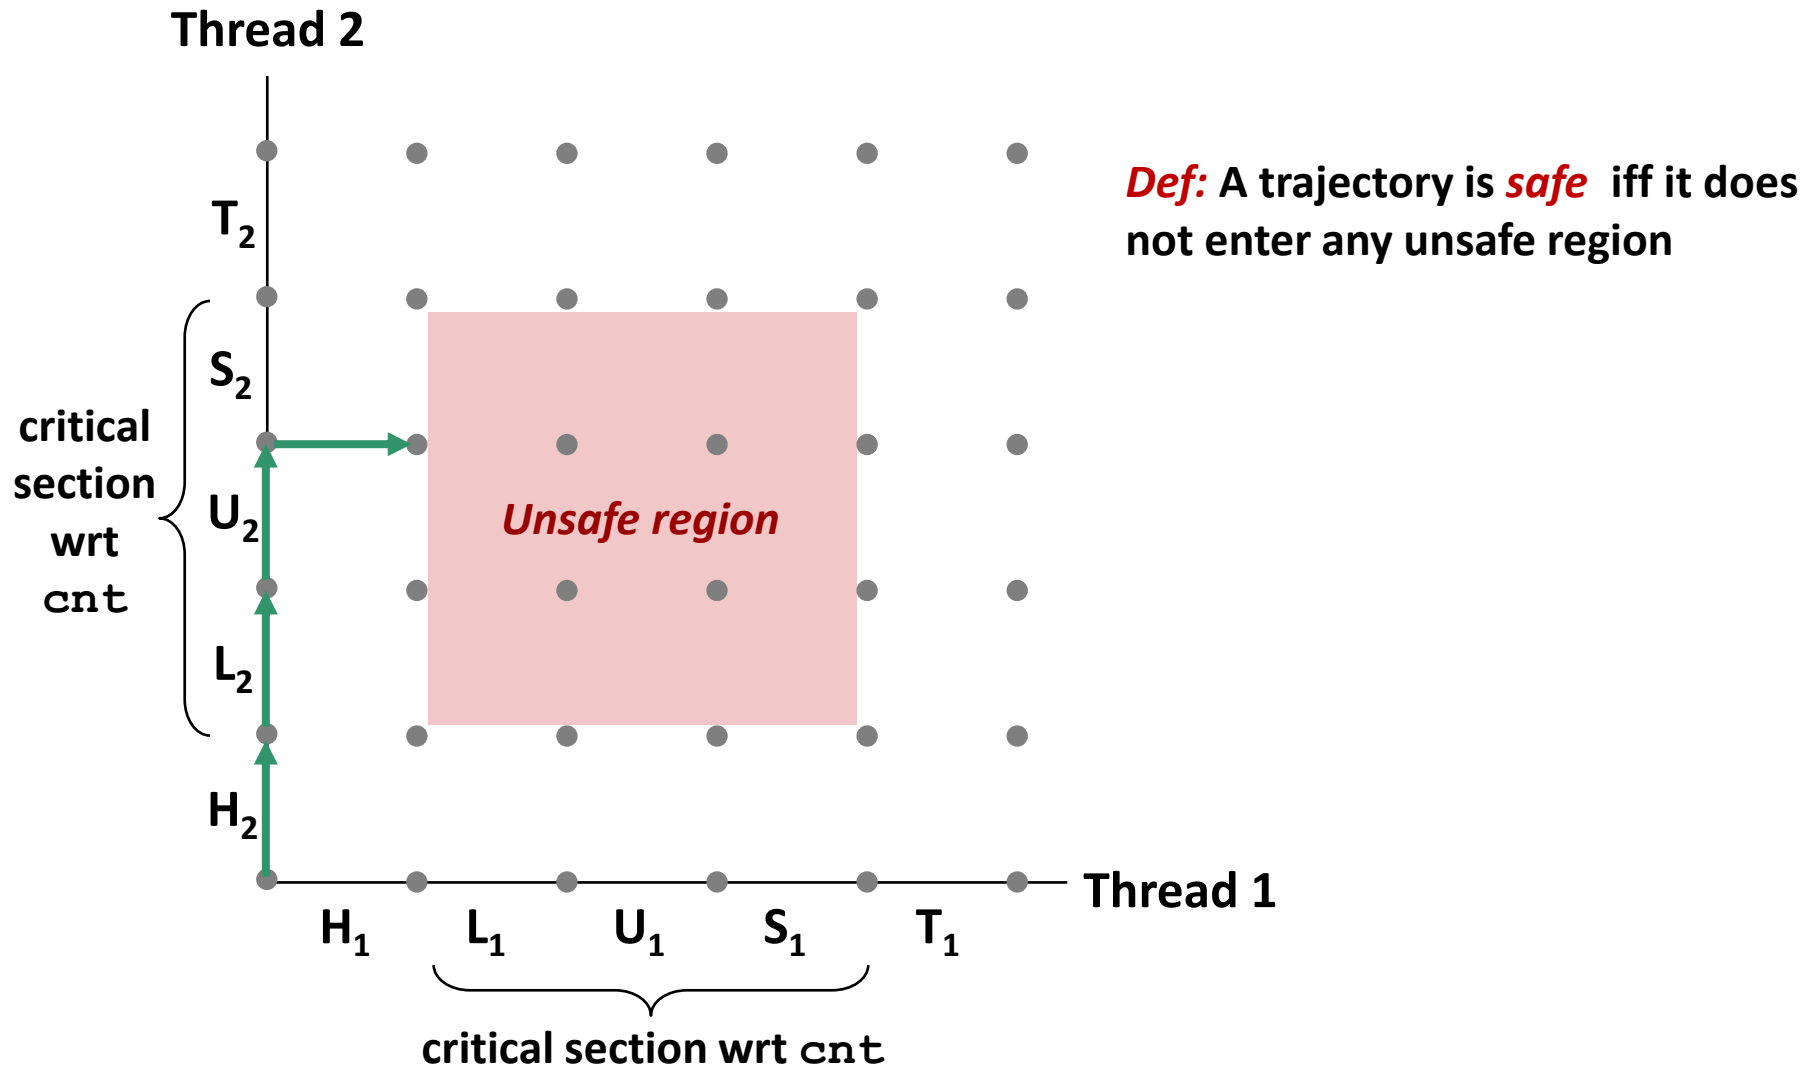 Thread 2
Def: A trajectory is safe iff it does
not enter any unsafe region
T2
S2
critical
section
wrt
cnt
U2
Unsafe region
L2
H2
Thread 1
H1 L1 U1 S1 T1
critical section wrt cnt